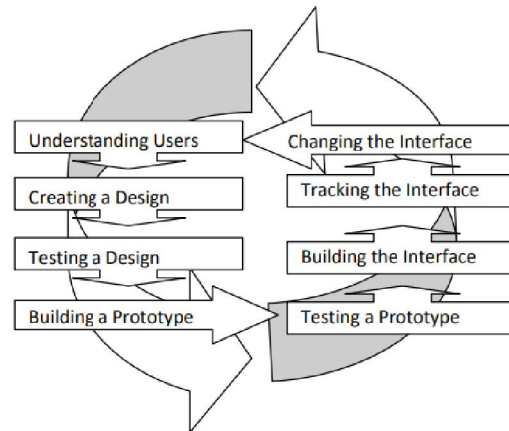 Understanding Users
Creating a Design
Testing a Design
Building a Prototype
Testing a Prototype
Building the Interface
Tracking the Interface
Changing the Interface